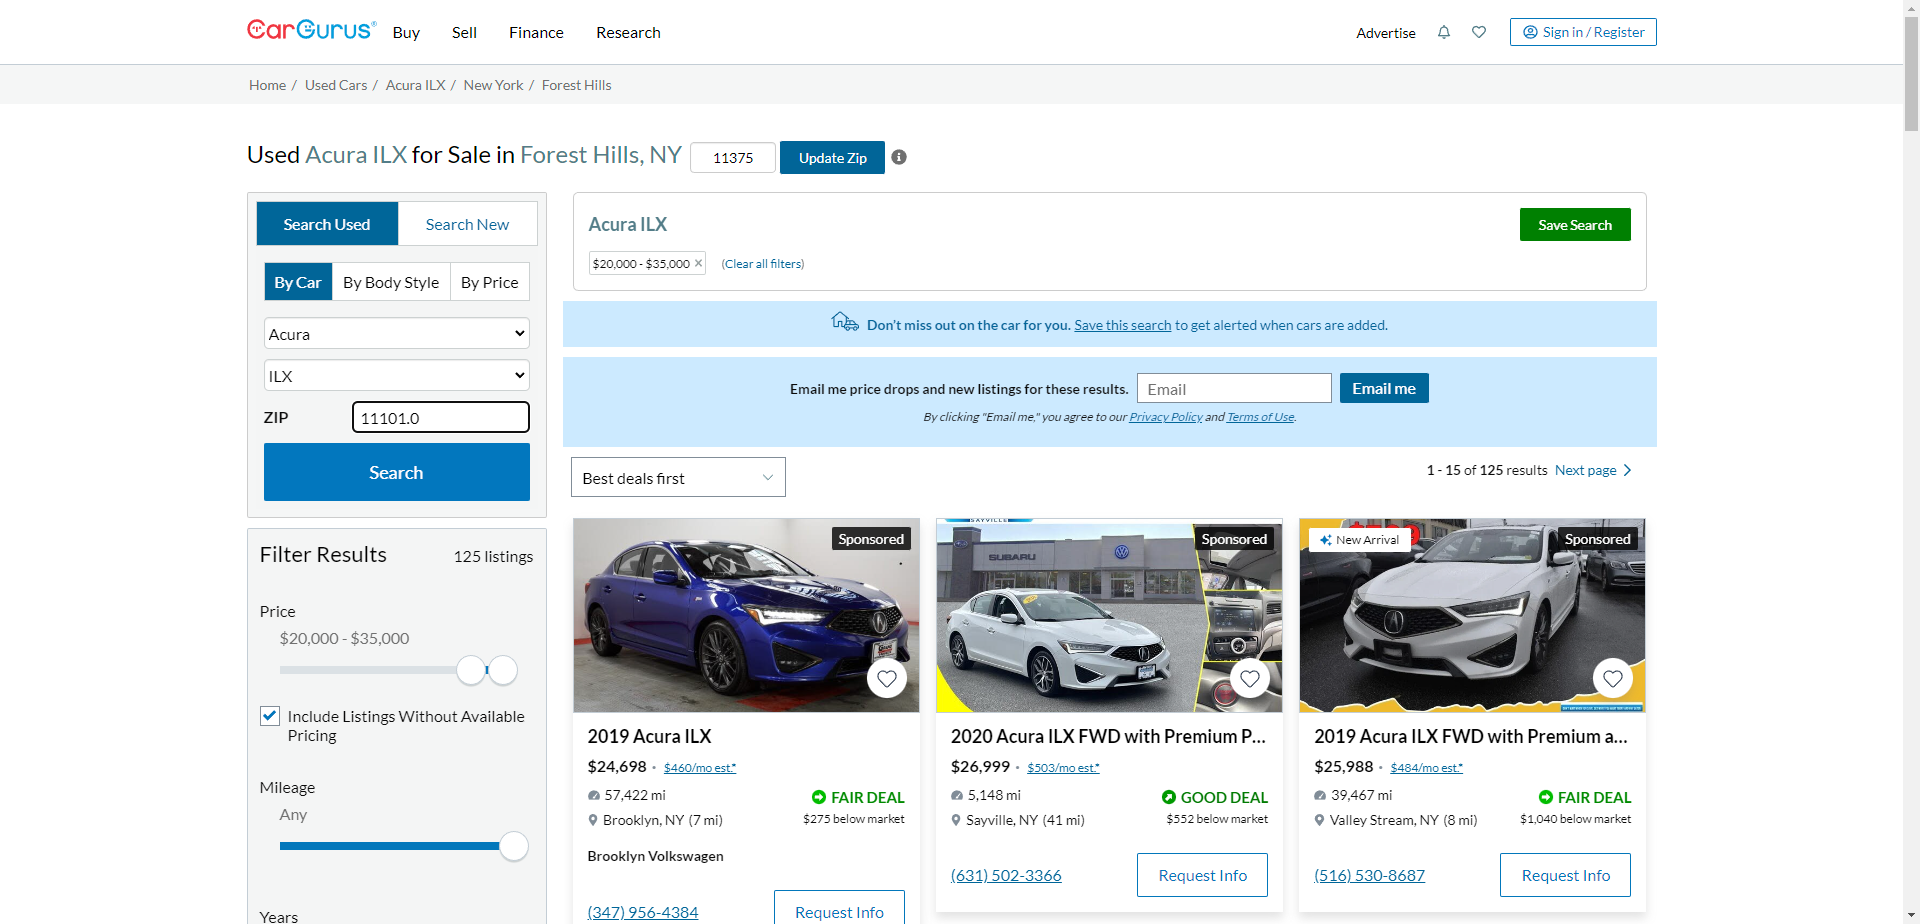 CarGurus
Buy
Sell
Finance
Research
Advertise
Sign in / Register
Home / Used Cars / Acura ILX / New York / Forest Hills
Used Acura ILX for Sale in Forest Hills, NY
11375
Update Zip
Search Used
Search New
By Car
By Body Style
By Price
Acura
ILX
ZIP
11101.0
Search
Acura ILX
Save Search
$20,000 - $35,000 ×
(Clear all filters)
Don't miss out on the car for you. Save this search to get alerted when cars are added.
Email me price drops and new listings for these results.
Email
Email me
By clicking "Email me," you agree to our Privacy Policy and Terms of Use.
Best deals first
1 - 15 of 125 results
Next page
Filter Results
125 listings
Price
$20,000 - $35,000
Include Listings Without Available
Pricing
Mileage
Any
Years
Sponsored
2019 Acura ILX
$24,698 · $460/mo est.*
57,422 mi
FAIR DEAL
Brooklyn, NY (7 mi)
$275 below market
Brooklyn Volkswagen
(347) 956-4384
Request Info
SAYVILLE
SUBARU
Sponsored
2020 Acura ILX FWD with Premium P...
$26,999 · $503/mo est.*
5,148 mi
GOOD DEAL
Sayville, NY (41 mi)
$552 below market
(631) 502-3366
Request Info
New Arrival
Sponsored
2019 Acura ILX FWD with Premium a...
$25,988 · $484/mo est.*
39,467 mi
FAIR DEAL
Valley Stream, NY (8 mi)
$1,040 below market
(516) 530-8687
Request Info